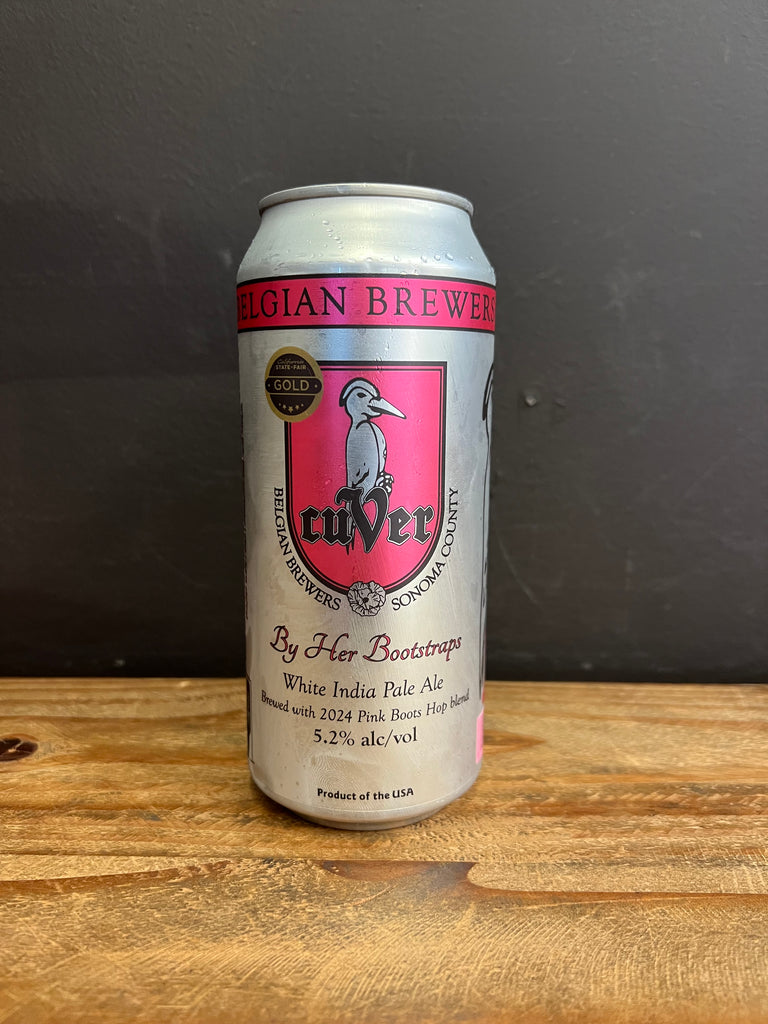 BELGIAN BREWERS
California
STATE-FAIR
GOLD
cuVer
BELGIAN BREWERS SONOMA COUNTY
By Her Bootstraps
White India Pale Ale
Brewed with 2024 Pink Boots Hop blend
5.2% alc/vol
Product of the USA